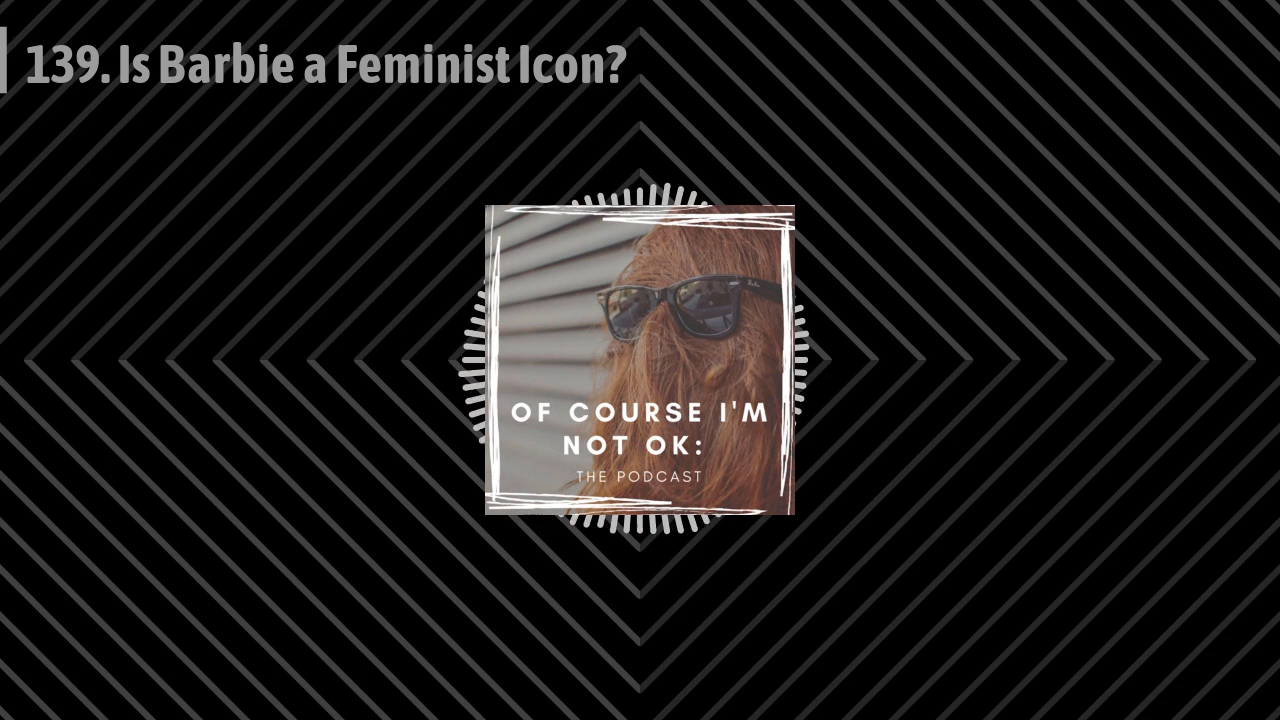 139. Is Barbie a Feminist Icon?
OF COURSE I'M
NOT OK:
THE PODCAST